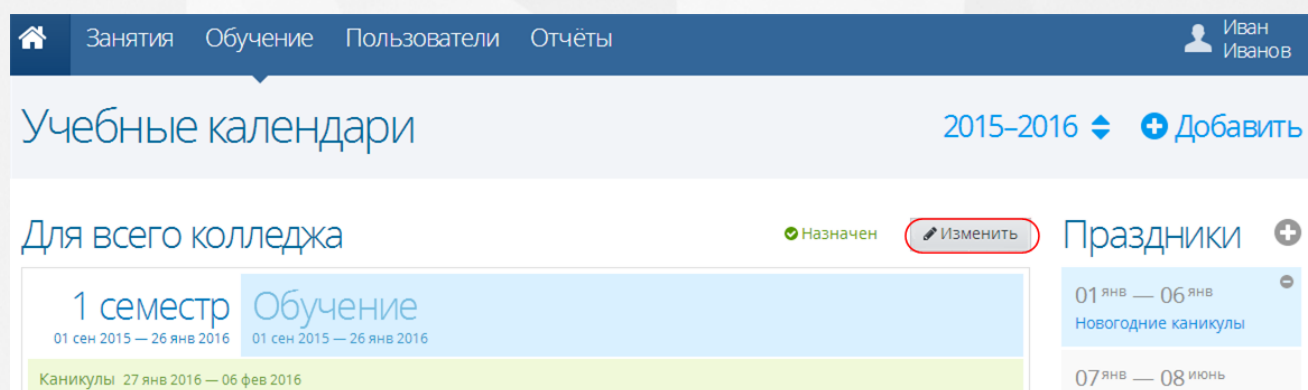 Занятия Обучение Пользователи Отчёты
Иван
Иванов
Учебные календари
2015–2016
Добавить
Для всего колледжа
Назначен
Изменить
1 семестр
01 сен 2015 — 26 янв 2016
Обучение
01 сен 2015 — 26 янв 2016
Каникулы 27 янв 2016 — 06 фев 2016
Праздники
01 янв — 06 янв
Новогодние каникулы
07 янв — 08 июнь